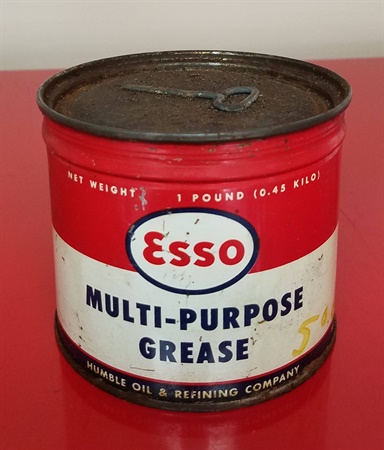 NET WEIGHT 1 POUND (0.45 KILO)
Esso
MULTI-PURPOSE
GREASE
HUMBLE OIL & REFINING COMPANY